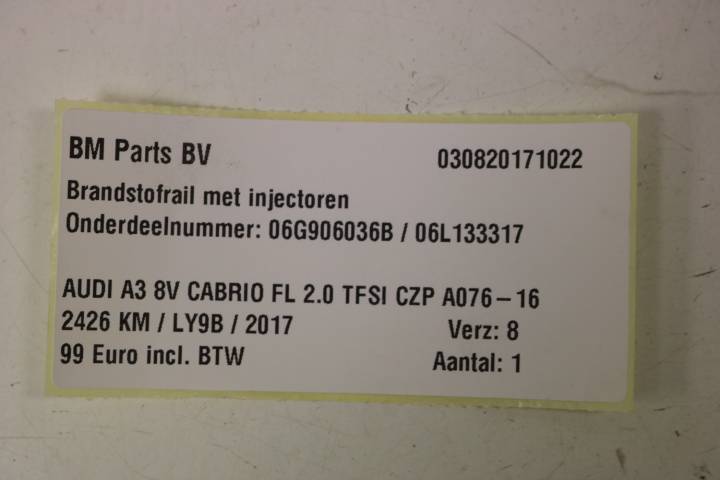 BM Parts BV 030820171022
Brandstofrail met injectoren
Onderdeelnummer: 06G906036B / 06L133317
AUDI A3 8V CABRIO FL 2.0 TFSI CZP A076-16
2426 KM / LY9B / 2017 Verz: 8
99 Euro incl. BTW Aantal: 1